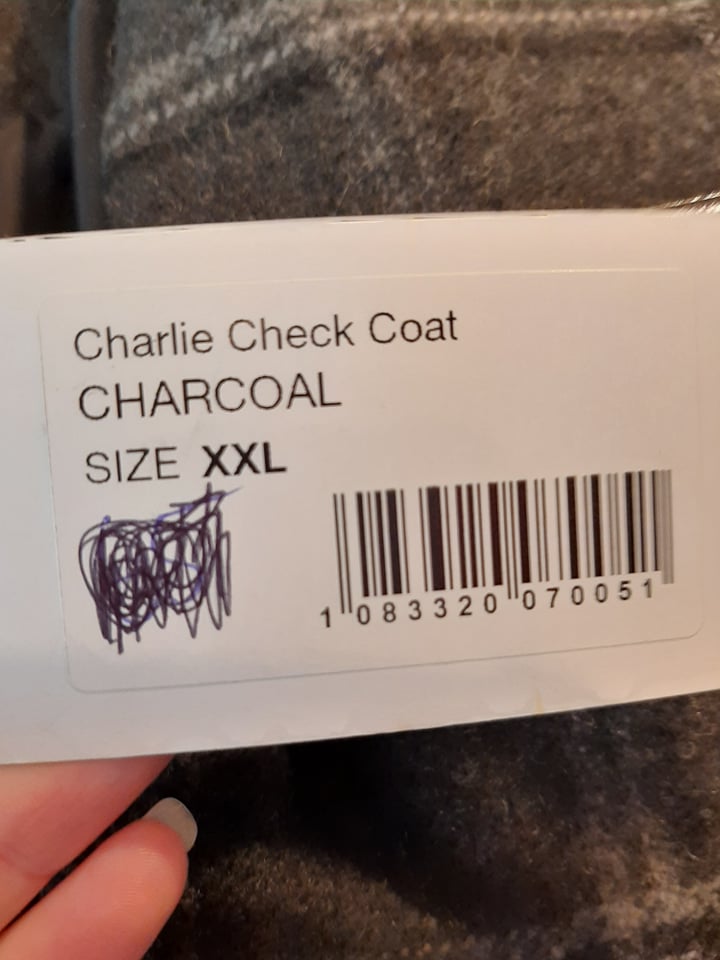 Charlie Check Coat
CHARCOAL
SIZE XXL
1 083320 070051